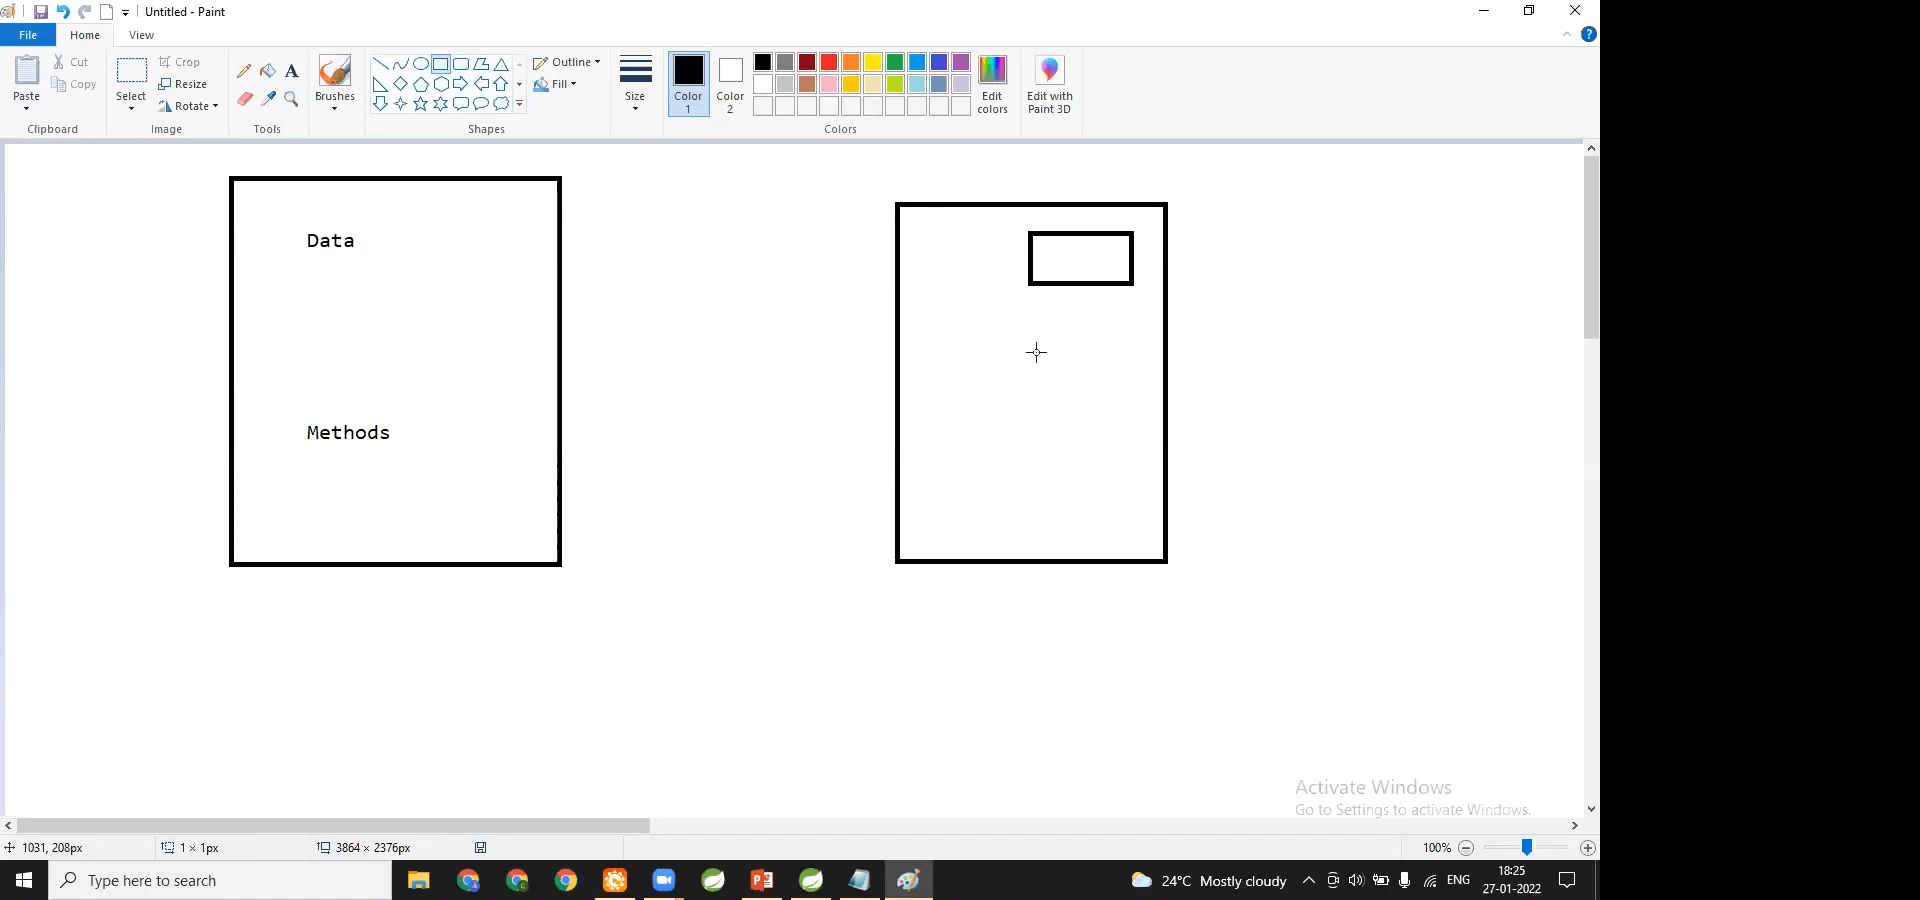 Untitled - Paint
File
Home
View
Paste
Cut
Copy
Clipboard
Select
Crop
Resize
Rotate
Image
A
Tools
Brushes
Outline
Fill
Shapes
Size
Color
1
Color
2
Colors
Edit
colors
Edit with
Paint 3D
?
Data
Methods
Activate Windows
Go to Settings to activate Windows.
1031, 208px
1 × 1px
3864 × 2376px
100%
Type here to search
24°C Mostly cloudy
ENG
18:25
27-01-2022